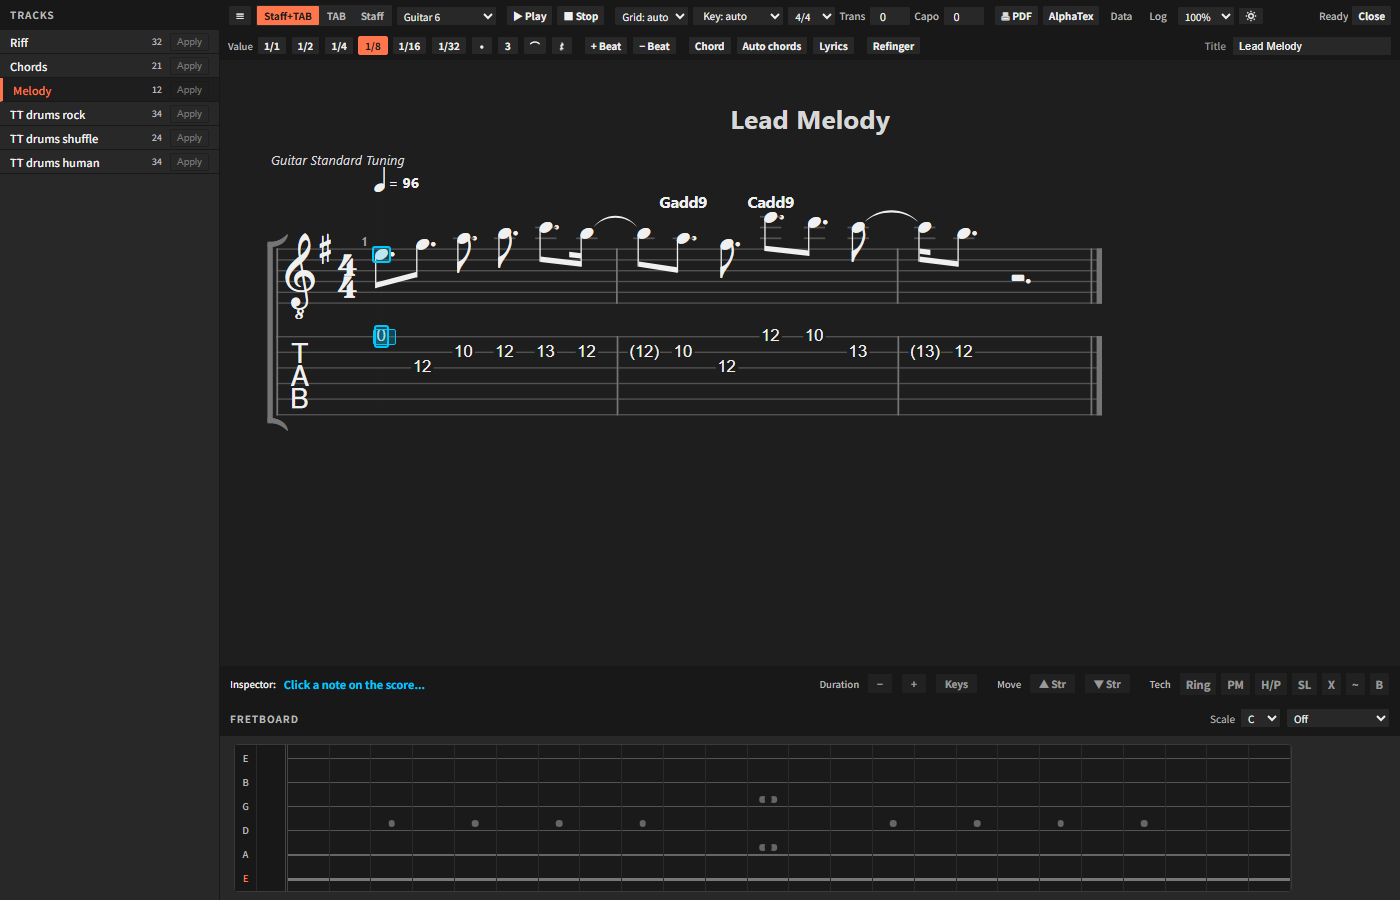 TRACKS
≡ Staff+TAB TAB Staff Guitar 6 ▶ Play ■ Stop Grid: auto Key: auto 4/4 Trans 0 Capo 0 PDF AlphaTex Data Log 100% Ready Close
Value 1/1 1/2 1/4 1/8 1/16 1/32 • 3 + Beat − Beat Chord Auto chords Lyrics Refinger Title Lead Melody
Riff 32 Apply
Chords 21 Apply
Melody 12 Apply
TT drums rock 34 Apply
TT drums shuffle 24 Apply
TT drums human 34 Apply
Lead Melody
Guitar Standard Tuning
= 96
Gadd9 Cadd9
1
4
4
8
T
A
B
0 12 10 12 13 12 (12) 10 12 12 10 13 (13) 12
Inspector: Click a note on the score... Duration − + Keys Move ▲ Str ▼ Str Tech Ring PM H/P SL X ~ B
FRETBOARD Scale C Off
E
B
G
D
A
E